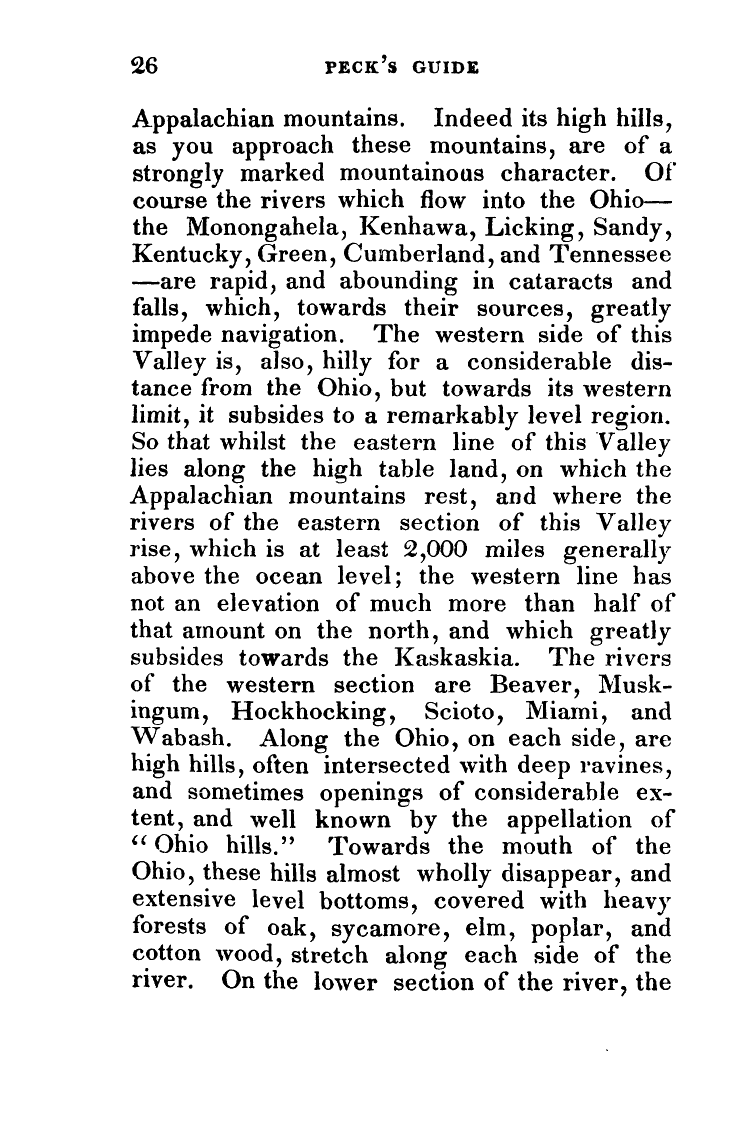 26 PECK'S GUIDE
Appalachian mountains. Indeed its high hills,
as you approach these mountains, are of a
strongly marked mountainous character. Of
course the rivers which flow into the Ohio—
the Monongahela, Kenhawa, Licking, Sandy,
Kentucky, Green, Cumberland, and Tennessee
—are rapid, and abounding in cataracts and
falls, which, towards their sources, greatly
impede navigation. The western side of this
Valley is, also, hilly for a considerable dis-
tance from the Ohio, but towards its western
limit, it subsides to a remarkably level region.
So that whilst the eastern line of this Valley
lies along the high table land, on which the
Appalachian mountains rest, and where the
rivers of the eastern section of this Valley
rise, which is at least 2,000 miles generally
above the ocean level; the western line has
not an elevation of much more than half of
that amount on the north, and which greatly
subsides towards the Kaskaskia. The rivers
of the western section are Beaver, Musk-
ingum, Hockhocking, Scioto, Miami, and
Wabash. Along the Ohio, on each side, are
high hills, often intersected with deep ravines,
and sometimes openings of considerable ex-
tent, and well known by the appellation of
"Ohio hills." Towards the mouth of the
Ohio, these hills almost wholly disappear, and
extensive level bottoms, covered with heavy
forests of oak, sycamore, elm, poplar, and
cotton wood, stretch along each side of the
river. On the lower section of the river, the